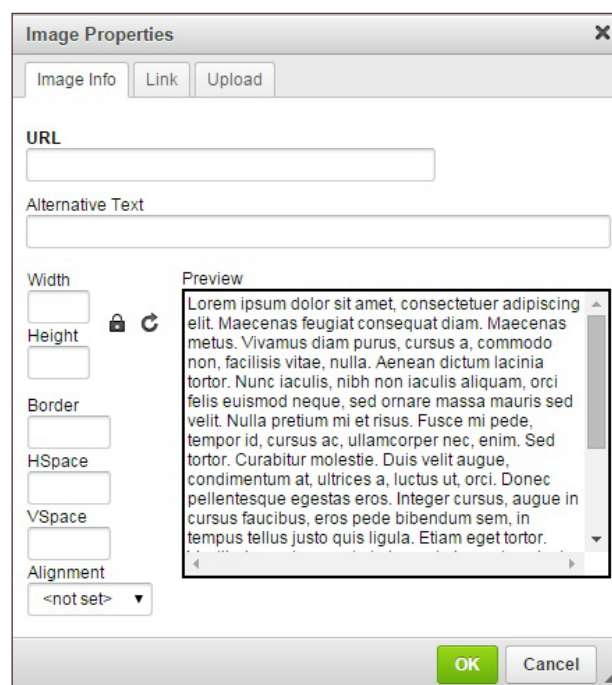 Image Properties
Image Info
Link
Upload
URL
Alternative Text
Width
Height
Border
HSpace
VSpace
Alignment
<not set>
Preview
Lorem ipsum dolor sit amet, consectetuer adipiscing
elit. Maecenas feugiat consequat diam. Maecenas
metus. Vivamus diam purus, cursus a, commodo
non, facilisis vitae, nulla. Aenean dictum lacinia
tortor. Nunc iaculis, nibh non iaculis aliquam, orci
felis euismod neque, sed ornare massa mauris sed
velit. Nulla pretium mi et risus. Fusce mi pede,
tempor id, cursus ac, ullamcorper nec, enim. Sed
tortor. Curabitur molestie. Duis velit augue,
condimentum at, ultrices a, luctus ut, orci. Donec
pellentesque egestas eros. Integer cursus, augue in
cursus faucibus, eros pede bibendum sem, in
tempus tellus justo quis ligula. Etiam eget tortor.
OK
Cancel